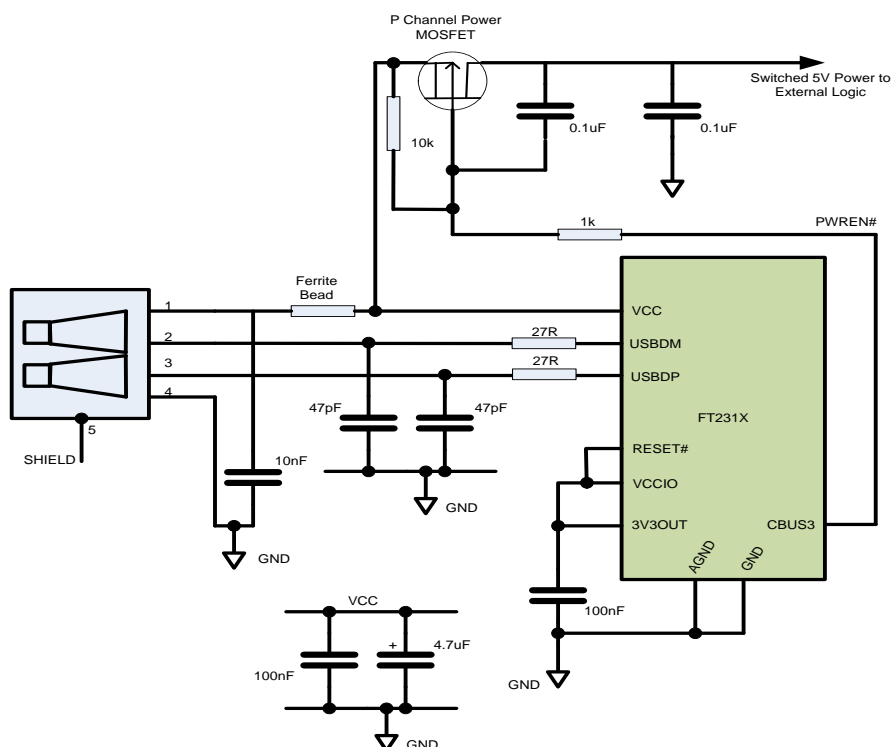 P Channel Power
MOSFET
Switched 5V Power to
External Logic
0.1uF
0.1uF
10k
1k
PWREN#
Ferrite
Bead
1
2
3
4
5
SHIELD
27R
27R
VCC
USBDM
USBDP
FT231X
RESET#
VCCIO
3V3OUT
CBUS3
AGND
GND
47pF
47pF
10nF
GND
GND
100nF
GND
VCC
+
4.7uF
100nF
GND